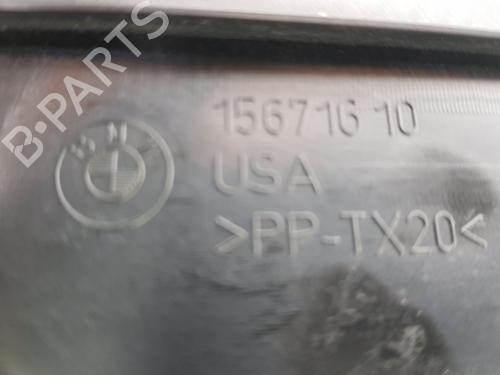 B-PARTS
BMW
156716 10
USA
>PP-TX20<